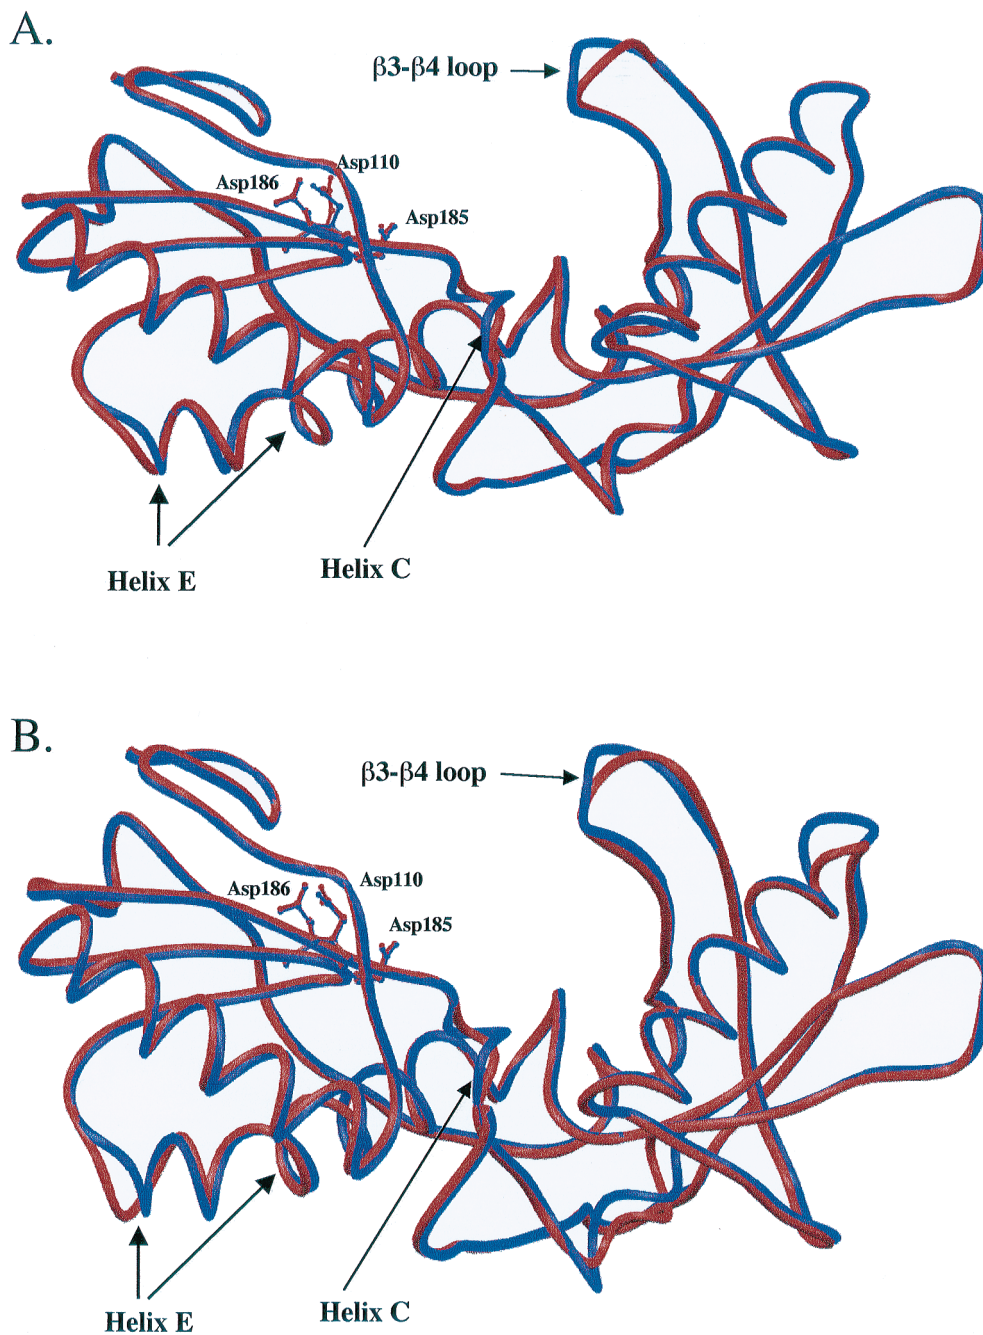 A.
β3-β4 loop
Asp110
Asp186
Asp185
Helix E
Helix C
B.
β3-β4 loop
Asp110
Asp186
Asp185
Helix E
Helix C